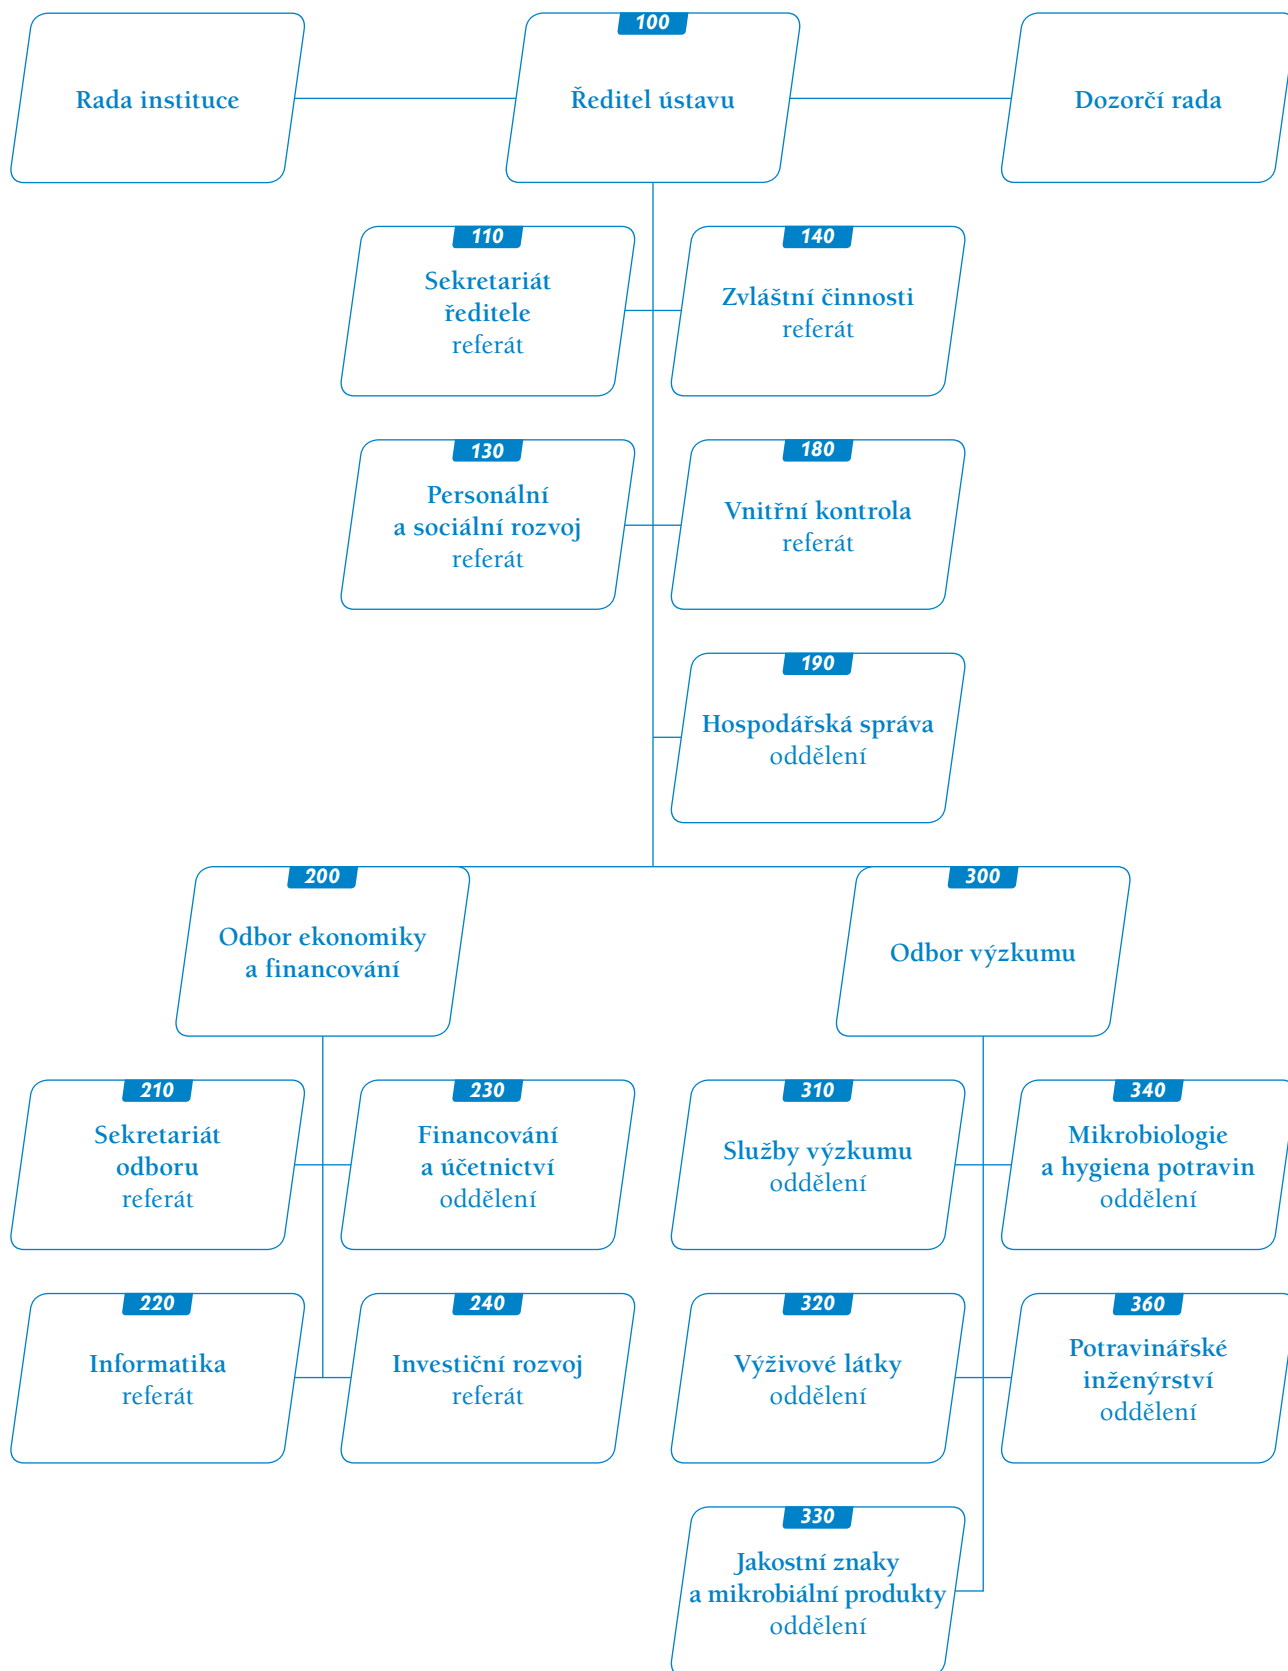 Rada instituce
100
Ředitel ústavu
Dozorčí rada
110
Sekretariát
ředitele
referát
140
Zvláštní činnosti
referát
130
Personální
a sociální rozvoj
referát
180
Vnitřní kontrola
referát
190
Hospodářská správa
oddělení
200
Odbor ekonomiky
a financování
300
Odbor výzkumu
210
Sekretariát
odboru
referát
230
Financování
a účetnictví
oddělení
310
Služby výzkumu
oddělení
340
Mikrobiologie
a hygiena potravin
oddělení
220
Informatika
referát
240
Investiční rozvoj
referát
320
Výživové látky
oddělení
360
Potravinářské
inženýrství
oddělení
330
Jakostní znaky
a mikrobiální produkty
oddělení